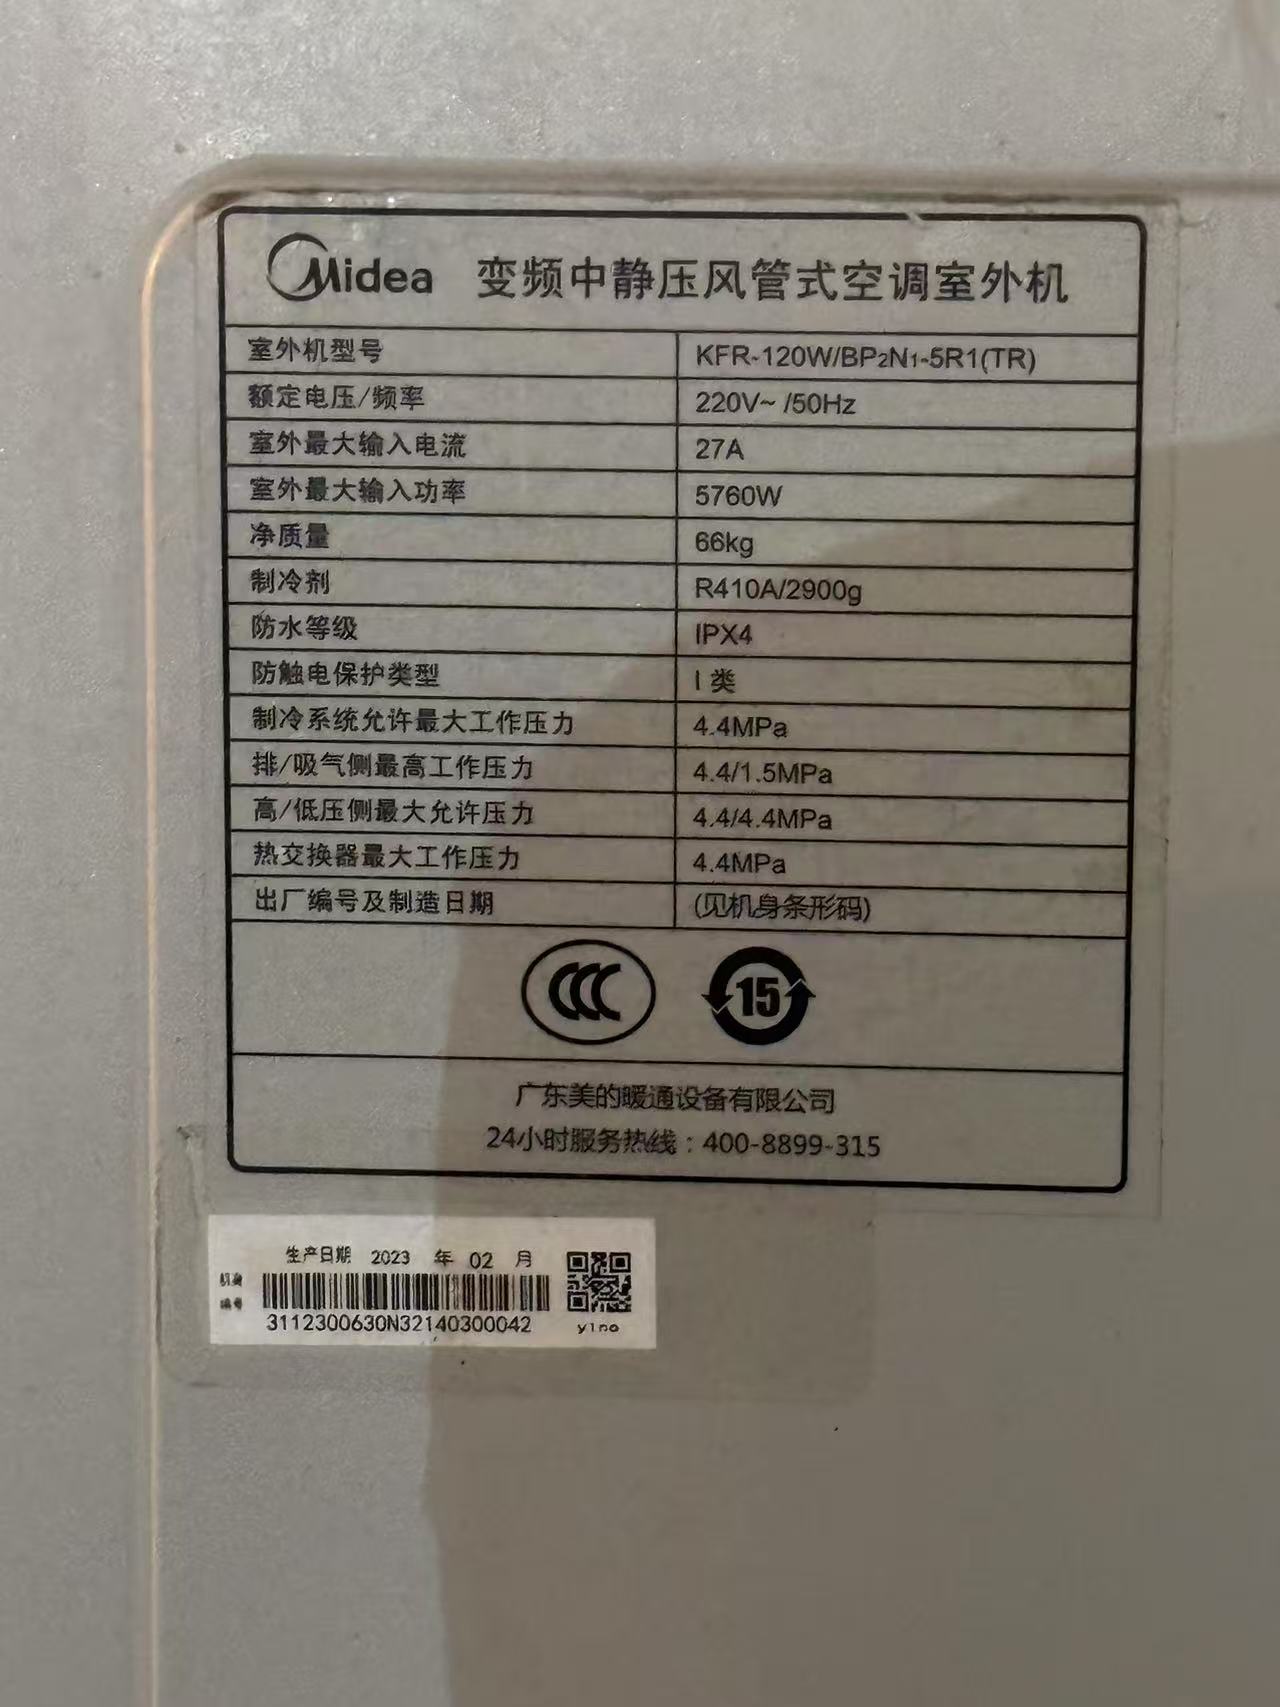 Midea 变频中静压风管式空调室外机
室外机型号 KFR-120W/BP2N1-5R1(TR)
额定电压/频率 220V~ /50Hz
室外最大输入电流 27A
室外最大输入功率 5760W
净质量 66kg
制冷剂 R410A/2900g
防水等级 IPX4
防触电保护类型 I 类
制冷系统允许最大工作压力 4.4MPa
排/吸气侧最高工作压力 4.4/1.5MPa
高/低压侧最大允许压力 4.4/4.4MPa
热交换器最大工作压力 4.4MPa
出厂编号及制造日期 (见机身条形码)
CCC 15
广东美的暖通设备有限公司
24小时服务热线：400-8899-315
生产日期 2023 年 02 月
机身
编号
3112300630N32140300042 yino